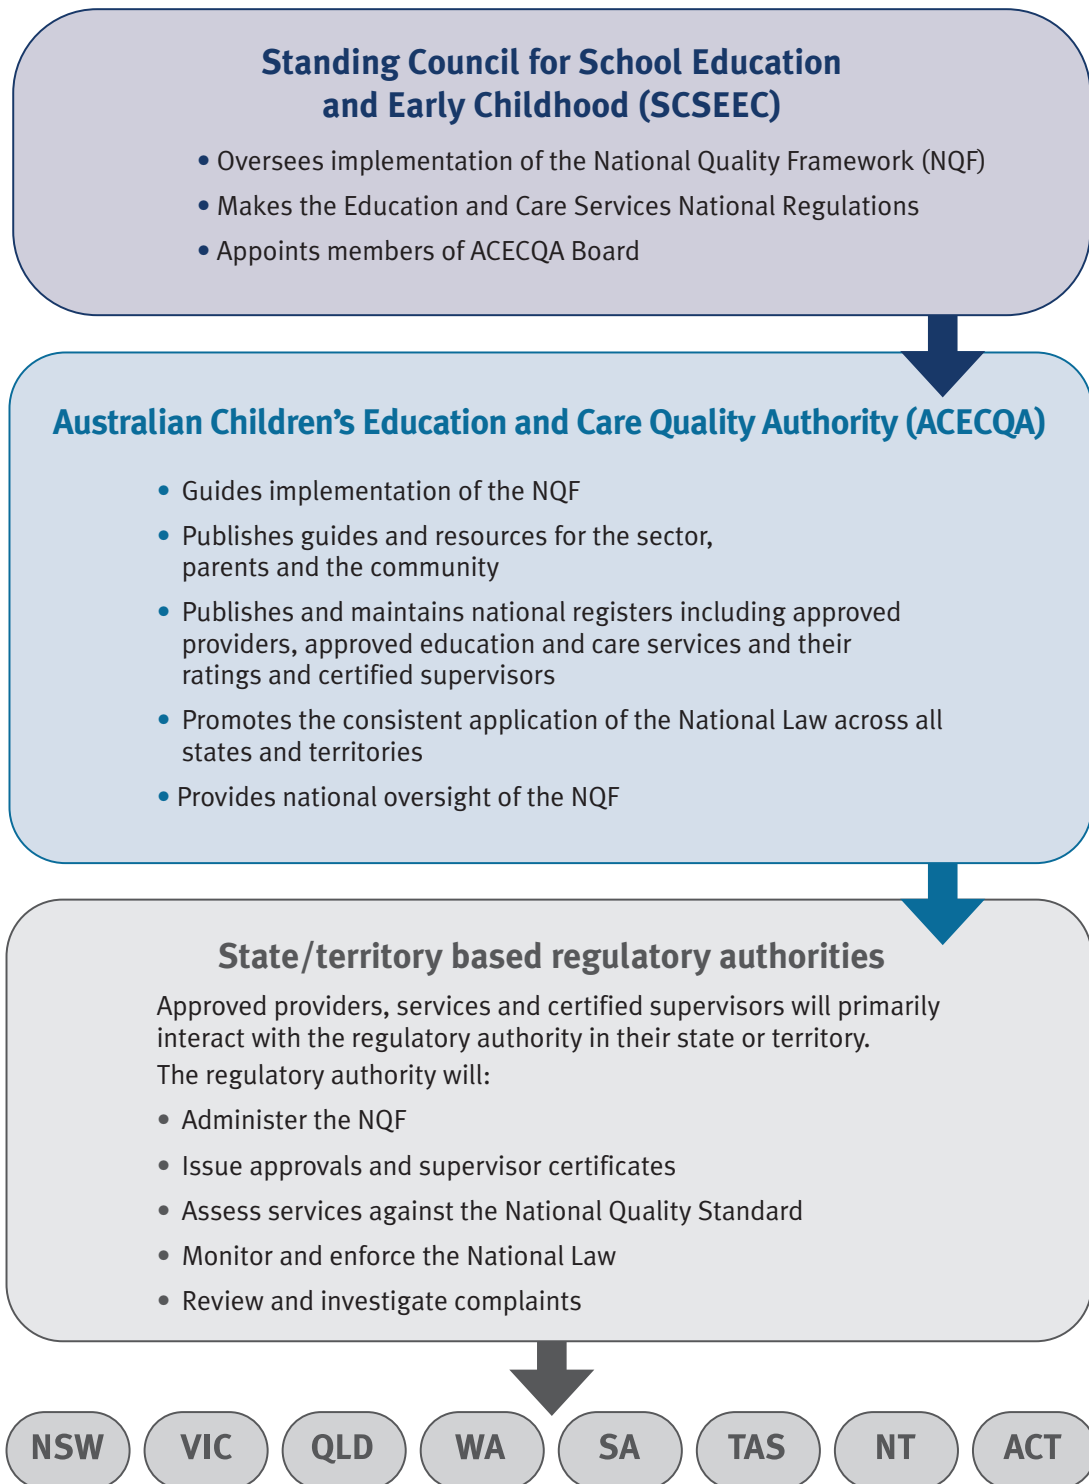 Standing Council for School Education
and Early Childhood (SCSEEC)
• Oversees implementation of the National Quality Framework (NQF)
• Makes the Education and Care Services National Regulations
• Appoints members of ACECQA Board
Australian Children’s Education and Care Quality Authority (ACECQA)
• Guides implementation of the NQF
• Publishes guides and resources for the sector,
parents and the community
• Publishes and maintains national registers including approved
providers, approved education and care services and their
ratings and certified supervisors
• Promotes the consistent application of the National Law across all
states and territories
• Provides national oversight of the NQF
State/territory based regulatory authorities
Approved providers, services and certified supervisors will primarily
interact with the regulatory authority in their state or territory.
The regulatory authority will:
• Administer the NQF
• Issue approvals and supervisor certificates
• Assess services against the National Quality Standard
• Monitor and enforce the National Law
• Review and investigate complaints
NSW VIC QLD WA SA TAS NT ACT